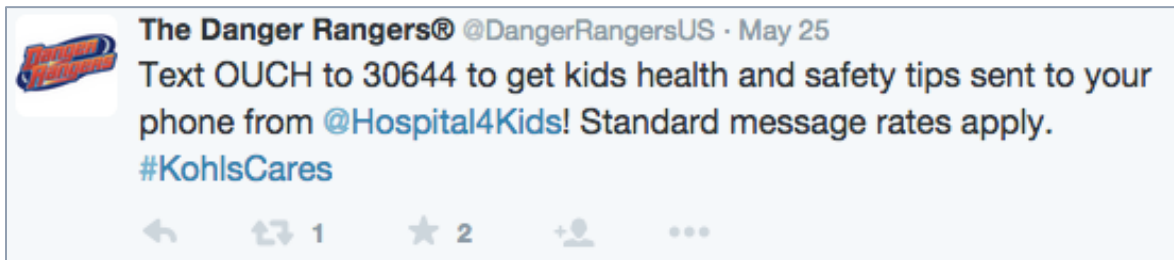 Danger
Rangers
The Danger Rangers® @DangerRangersUS · May 25
Text OUCH to 30644 to get kids health and safety tips sent to your
phone from @Hospital4Kids! Standard message rates apply.
#KohlsCares
1 2